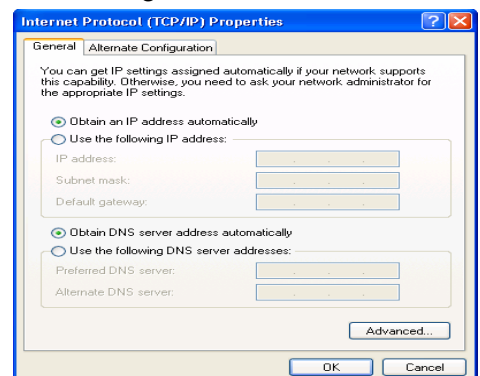 Internet Protocol (TCP/IP) Properties
General Alternate Configuration
You can get IP settings assigned automatically if your network supports
this capability. Otherwise, you need to ask your network administrator for
the appropriate IP settings.
Obtain an IP address automatically
Use the following IP address:
IP address:
Subnet mask:
Default gateway:
Obtain DNS server address automatically
Use the following DNS server addresses:
Preferred DNS server:
Alternate DNS server:
Advanced...
OK Cancel